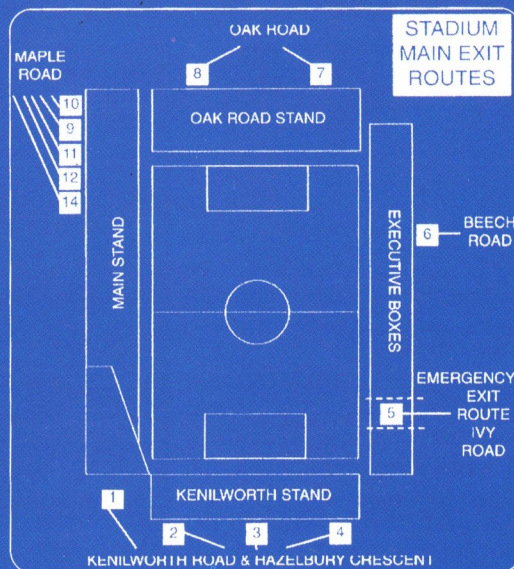 STADIUM
MAIN EXIT
ROUTES
OAK ROAD
8
7
MAPLE
ROAD
10
9
11
12
14
OAK ROAD STAND
MAIN STAND
EXECUTIVE BOXES
6
BEECH
ROAD
5
EMERGENCY
EXIT
ROUTE
IVY
ROAD
KENILWORTH STAND
1
2
3
4
KENILWORTH ROAD & HAZELBURY CRESCENT